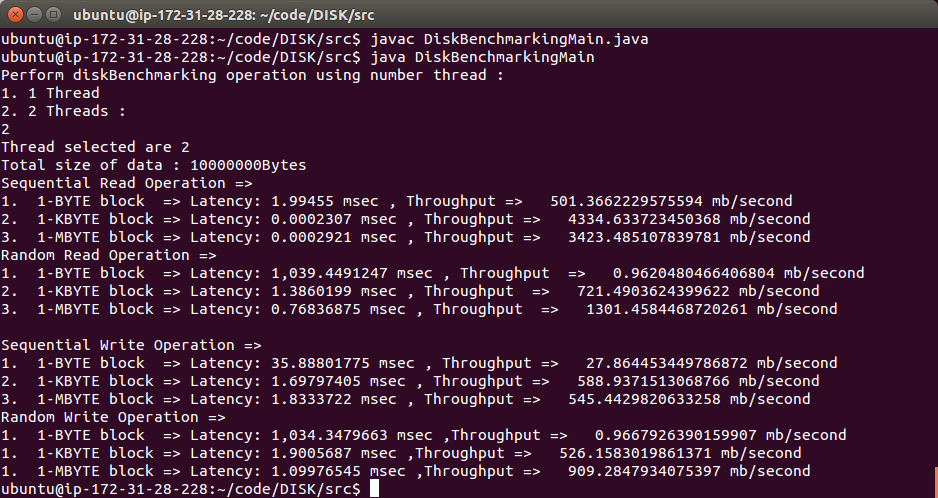 ubuntu@ip-172-31-28-228: ~/code/DISK/src
ubuntu@ip-172-31-28-228:~/code/DISK/src$ javac DiskBenchmarkingMain.java
ubuntu@ip-172-31-28-228:~/code/DISK/src$ java DiskBenchmarkingMain
Perform diskBenchmarking operation using number thread :
1. 1 Thread
2. 2 Threads :
2
Thread selected are 2
Total size of data : 10000000Bytes
Sequential Read Operation =>
1.  1-BYTE block  => Latency: 1.99455 msec , Throughput =>   501.3662229575594 mb/second
2.  1-KBYTE block => Latency: 0.0002307 msec , Throughput =>   4334.633723450368 mb/second
3.  1-MBYTE block => Latency: 0.0002921 msec , Throughput =>   3423.485107839781 mb/second
Random Read Operation =>
1.  1-BYTE block  => Latency: 1,039.4491247 msec , Throughput  =>   0.9620480466406804 mb/second
2.  1-KBYTE block => Latency: 1.3860199 msec , Throughput  =>   721.4903624399622 mb/second
3.  1-MBYTE block => Latency: 0.76836875 msec , Throughput  =>   1301.4584468720261 mb/second
Sequential Write Operation =>
1.  1-BYTE block  => Latency: 35.88801775 msec , Throughput =>   27.864453449786872 mb/second
2.  1-KBYTE block => Latency: 1.69797405 msec , Throughput =>   588.9371513068766 mb/second
3.  1-MBYTE block => Latency: 1.8333722 msec , Throughput =>   545.4429820633258 mb/second
Random Write Operation =>
1.  1-BYTE block  => Latency: 1,034.3479663 msec ,Throughput =>   0.9667926390159907 mb/second
2.  1-KBYTE block => Latency: 1.9005687 msec ,Throughput =>   526.1583019861371 mb/second
3.  1-MBYTE block => Latency: 1.09976545 msec ,Throughput =>   909.2847934075397 mb/second
ubuntu@ip-172-31-28-228:~/code/DISK/src$